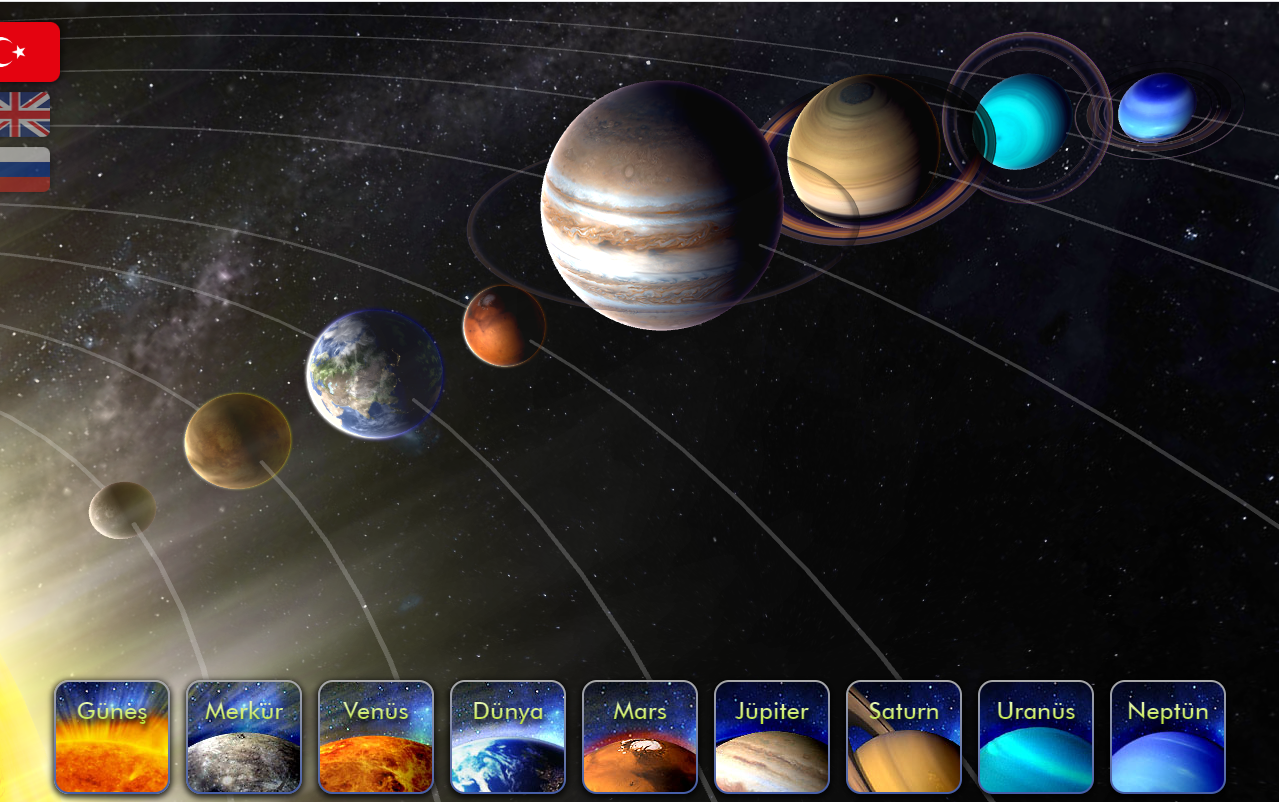 Güneş
Merkür
Venüs
Dünya
Mars
Jüpiter
Saturn
Uranüs
Neptün